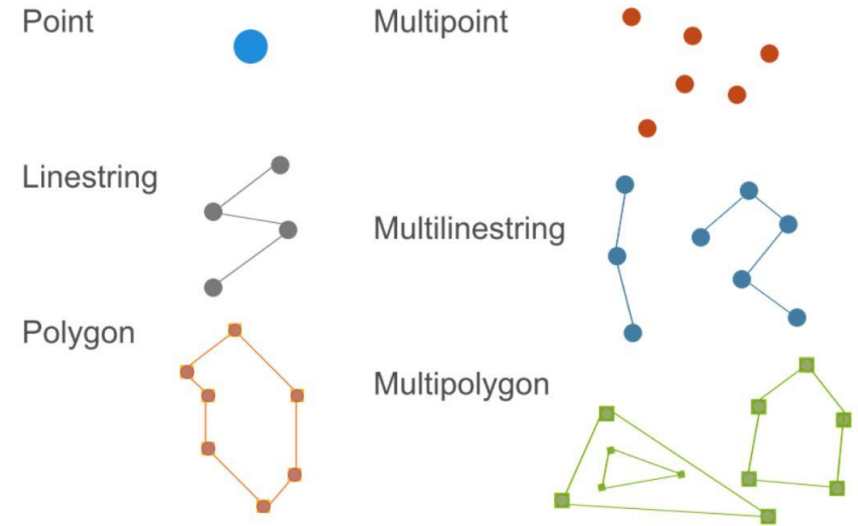 Point
Multipoint
Linestring
Multilinestring
Polygon
Multipolygon